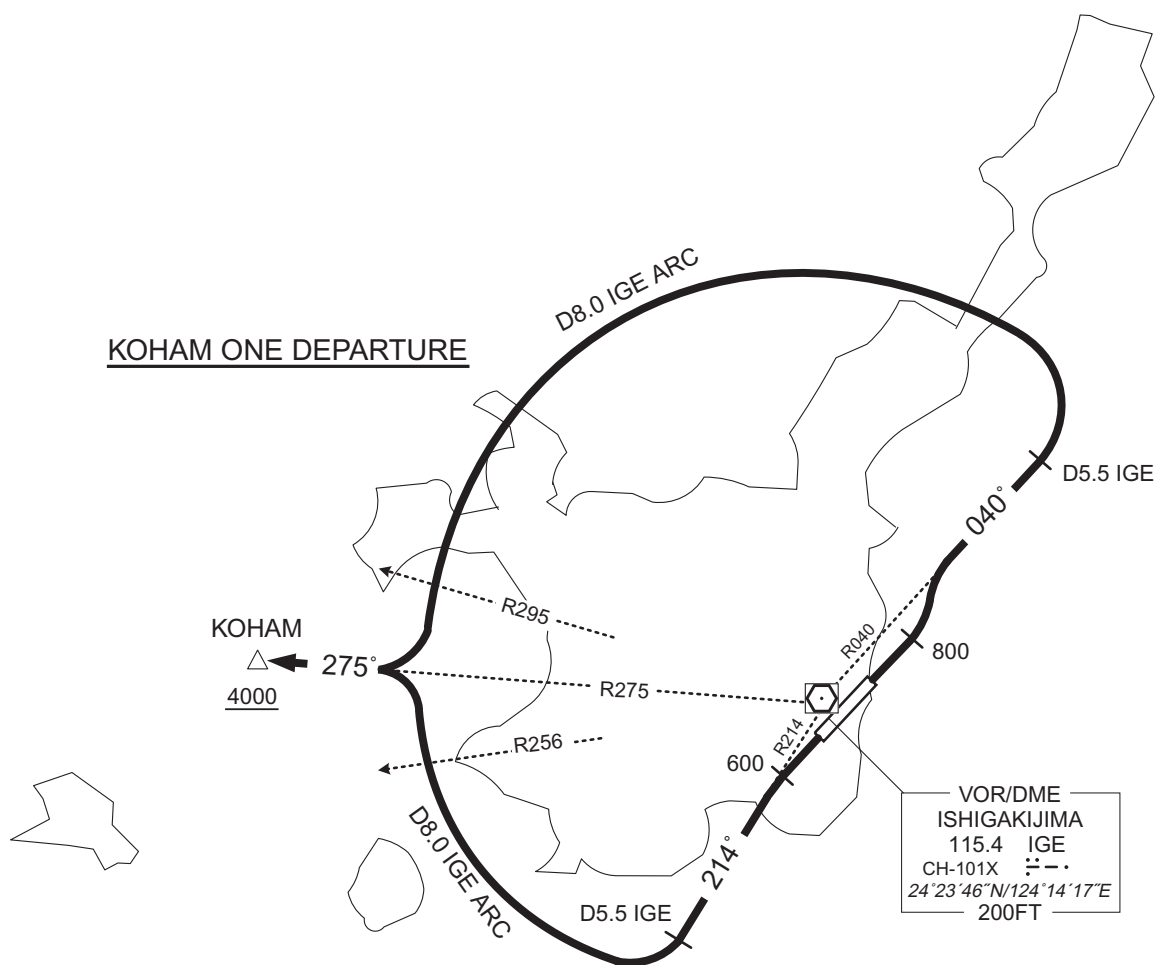 D8.0 IGE ARC
KOHAM ONE DEPARTURE
D5.5 IGE
040°
R295
KOHAM
275°
4000
R275
R040
800
R256
R214
600
VOR/DME
ISHIGAKIJIMA
115.4 IGE
CH-101X
24°23′46″N/124°14′17″E
200FT
D8.0 IGE ARC
214°
D5.5 IGE